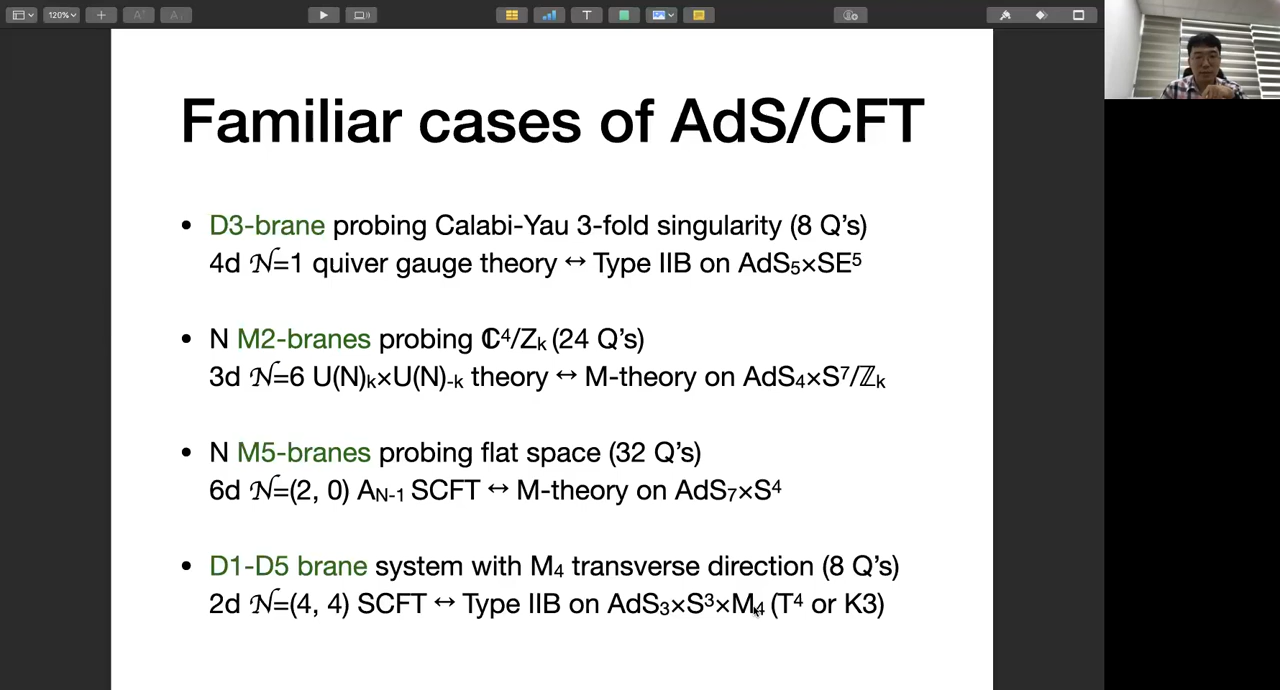 120%
Familiar cases of AdS/CFT
• D3-brane probing Calabi-Yau 3-fold singularity (8 Q’s)
4d 𝒩=1 quiver gauge theory ↔ Type IIB on AdS₅×SE⁵
• N M2-branes probing ℂ⁴/Zₖ (24 Q’s)
3d 𝒩=6 U(N)ₖ×U(N)₋ₖ theory ↔ M-theory on AdS₄×S⁷/ℤₖ
• N M5-branes probing flat space (32 Q’s)
6d 𝒩=(2, 0) A_N-1 SCFT ↔ M-theory on AdS₇×S⁴
• D1-D5 brane system with M₄ transverse direction (8 Q’s)
2d 𝒩=(4, 4) SCFT ↔ Type IIB on AdS₃×S³×M₄ (T⁴ or K3)